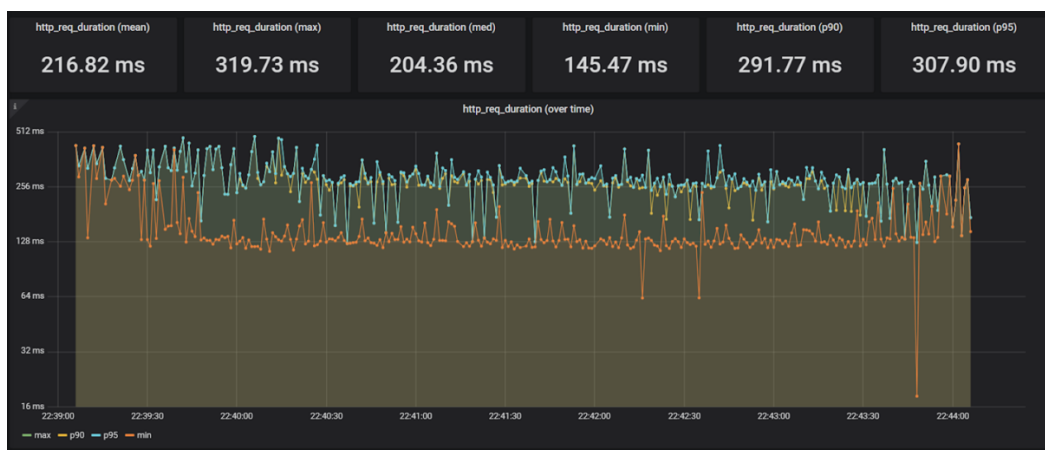 http_req_duration (mean) http_req_duration (max) http_req_duration (med) http_req_duration (min) http_req_duration (p90) http_req_duration (p95)
216.82 ms 319.73 ms 204.36 ms 145.47 ms 291.77 ms 307.90 ms
i
http_req_duration (over time)
512 ms
256 ms
128 ms
64 ms
32 ms
16 ms
22:39:00 22:39:30 22:40:00 22:40:30 22:41:00 22:41:30 22:42:00 22:42:30 22:43:00 22:43:30 22:44:00
max p90 p95 min